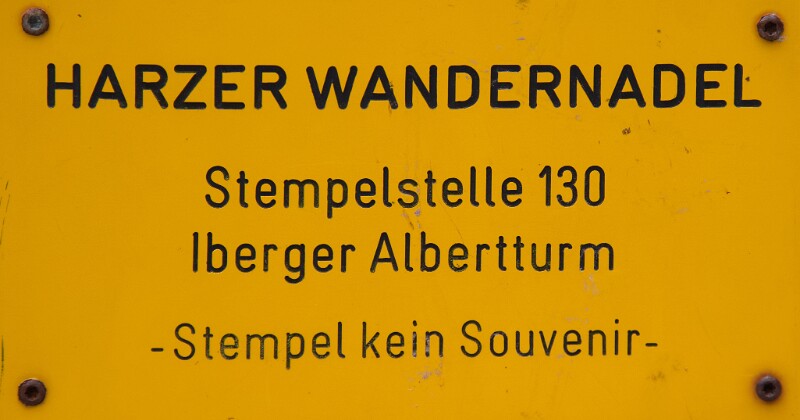 HARZER WANDERNADEL
Stempelstelle 130
Iberger Albertturm
-Stempel kein Souvenir-